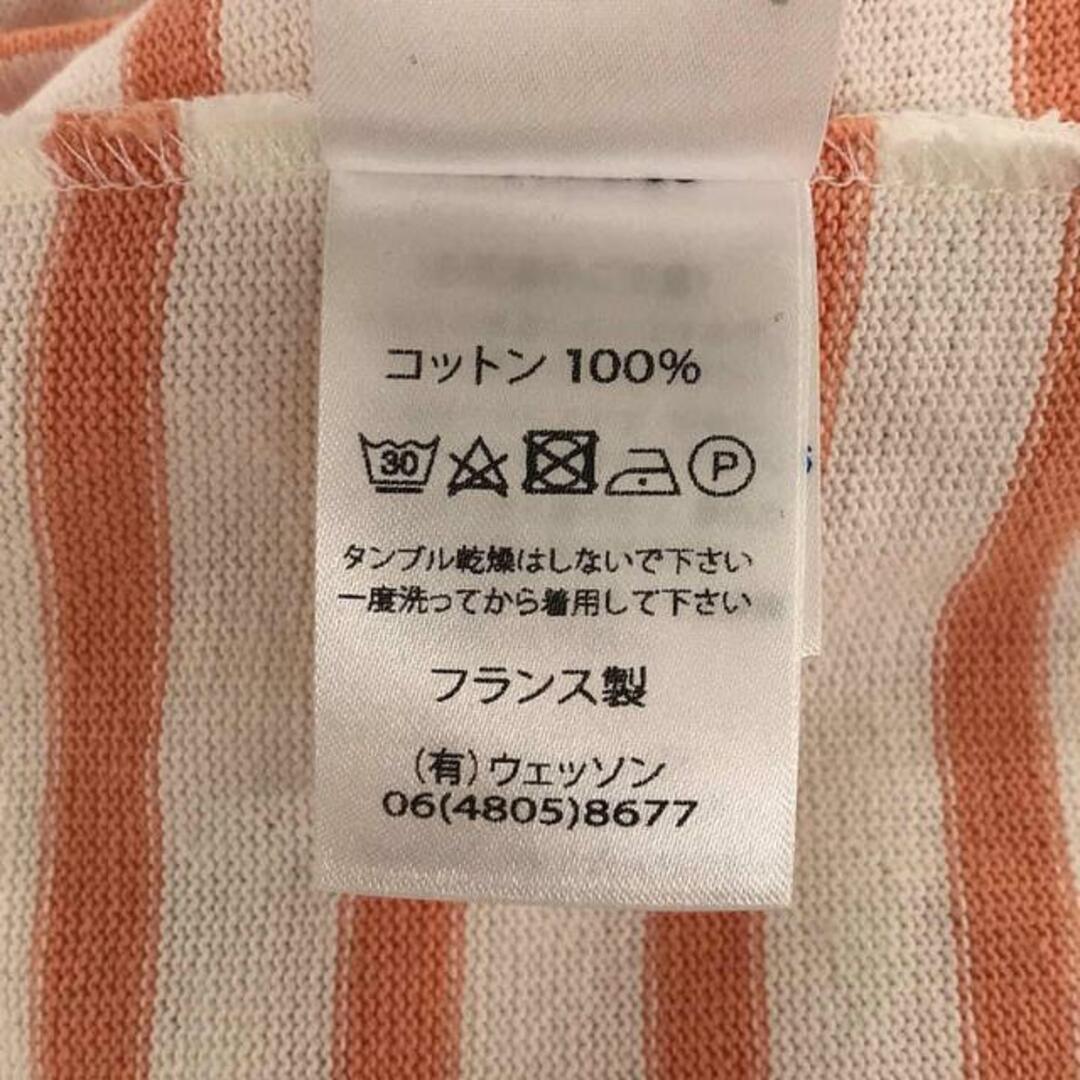 コットン 100%
30 P
タンブル乾燥はしないで下さい
一度洗ってから着用して下さい
フランス製
(有)ウェッソン
06(4805)8677